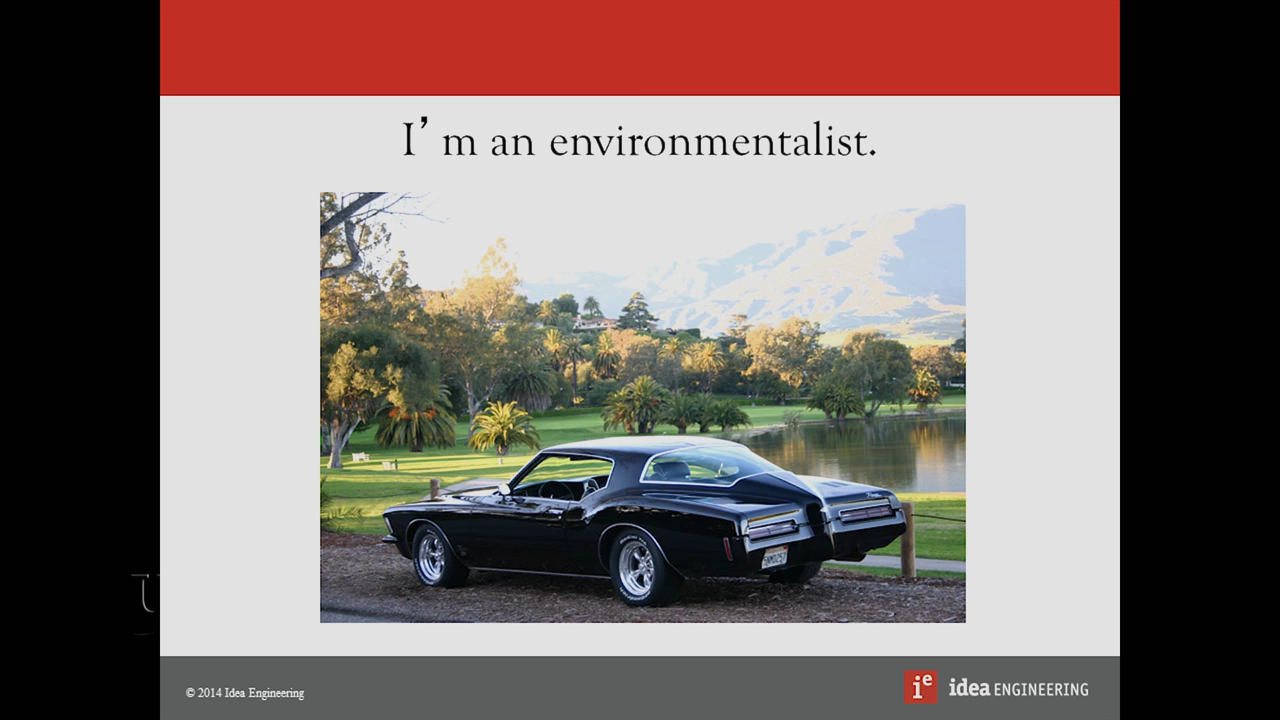 I’m an environmentalist.
© 2014 Idea Engineering
ie idea ENGINEERING